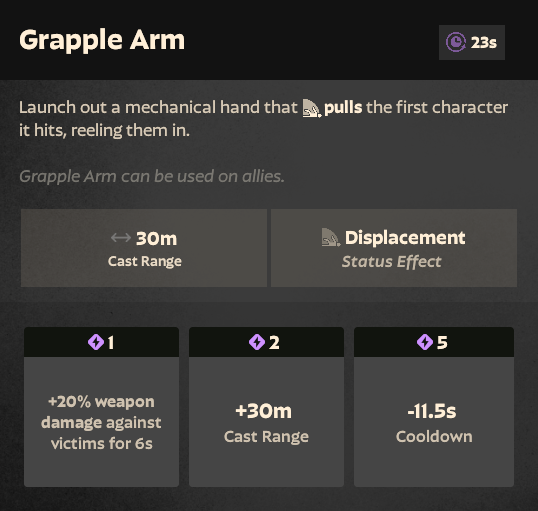 Grapple Arm
23s
Launch out a mechanical hand that pulls the first character
it hits, reeling them in.
Grapple Arm can be used on allies.
30m
Cast Range
Displacement
Status Effect
1
+20% weapon
damage against
victims for 6s
2
+30m
Cast Range
5
-11.5s
Cooldown